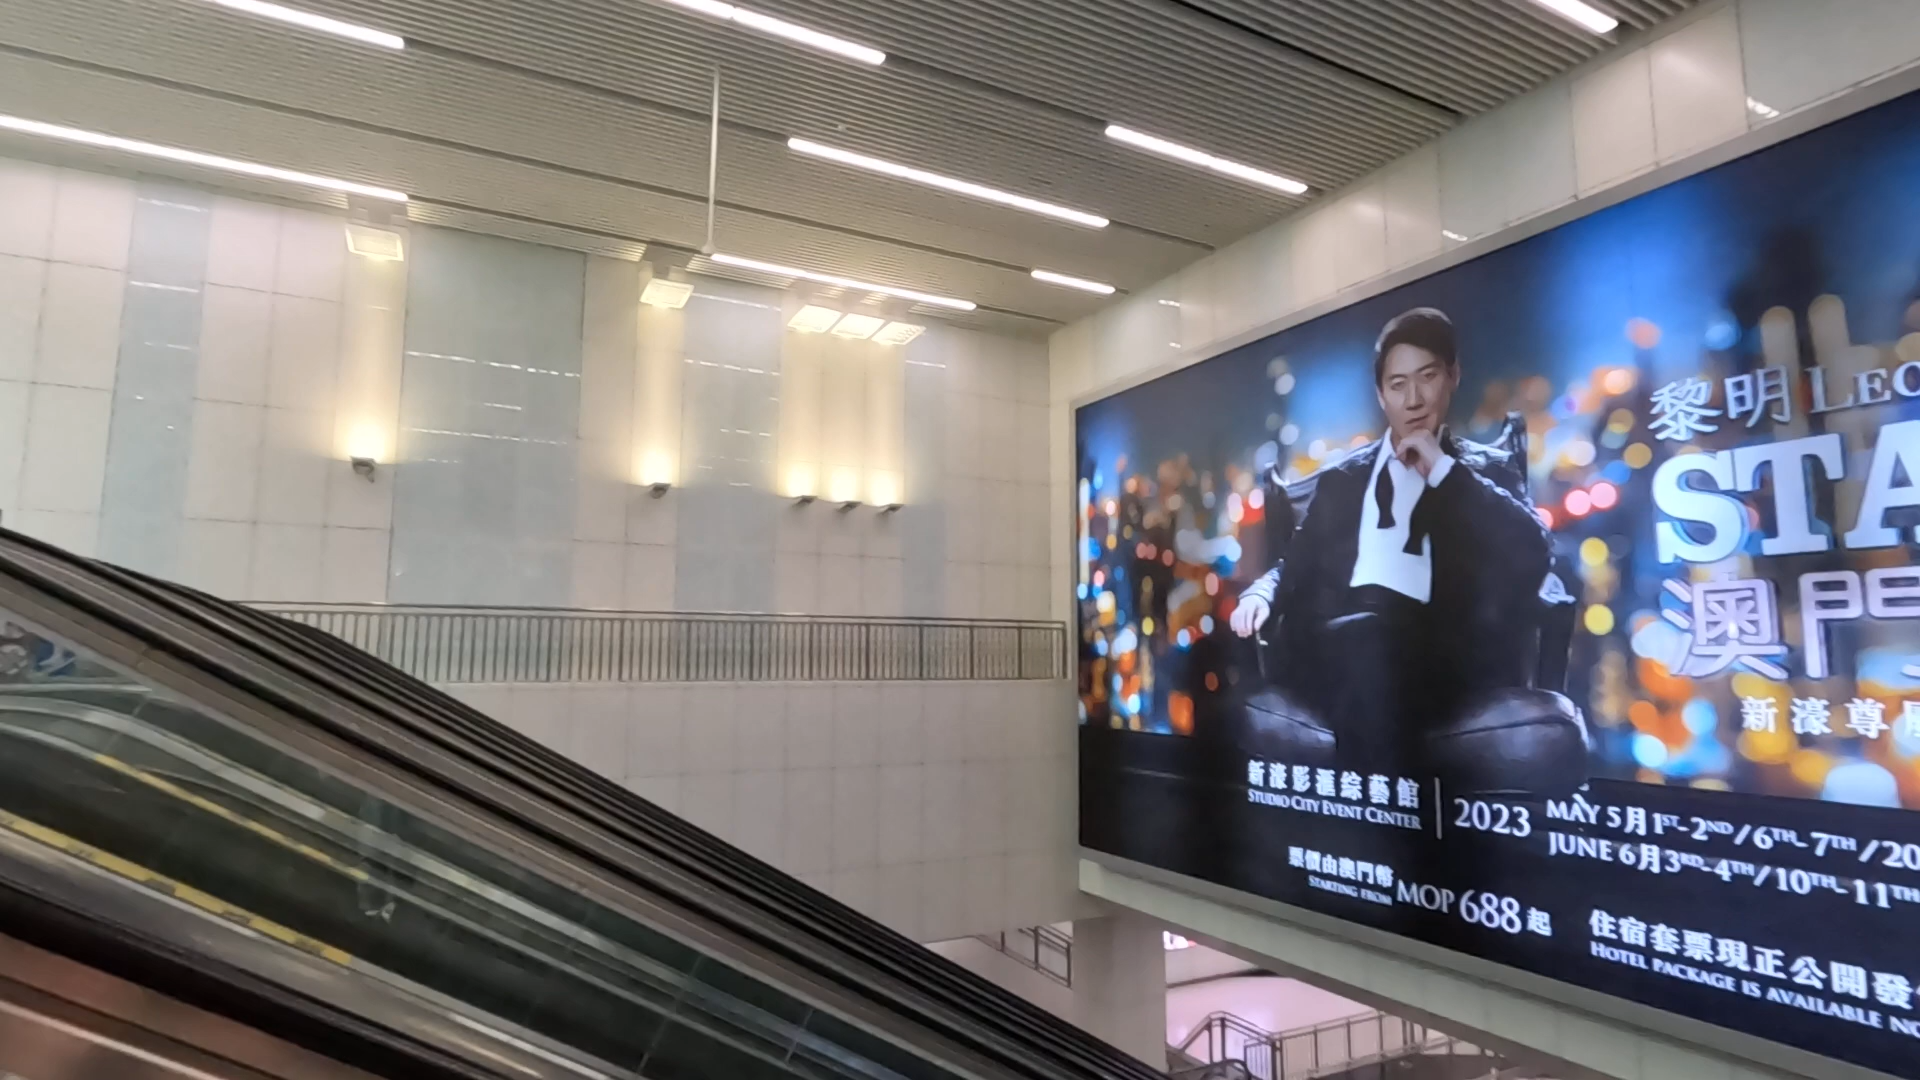 黎明 LEO
STA
澳門
新濠尊
新濠影滙綜藝館
STUDIO CITY EVENT CENTER
2023
MAY 5月1ST-2ND/6TH-7TH/20
JUNE 6月3RD-4TH/10TH-11TH
票價由澳門幣
STARTING FROM
MOP 688起
住宿套票現正公開發
HOTEL PACKAGE IS AVAILABLE NO